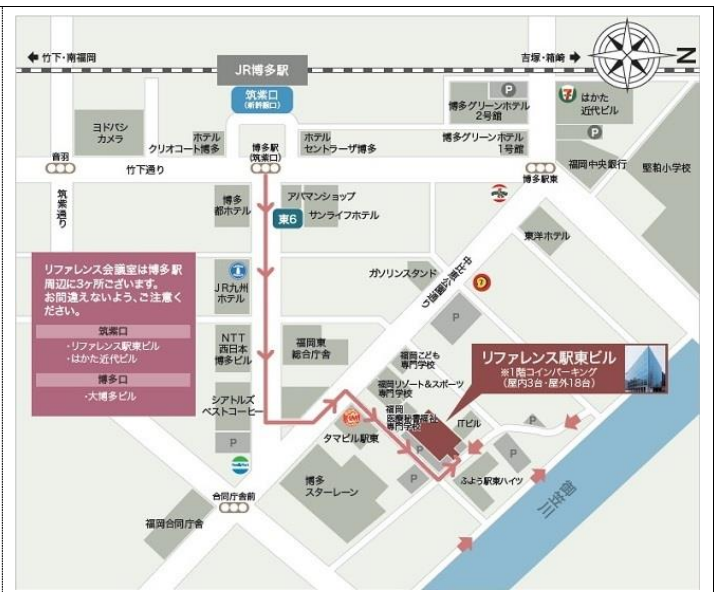 竹下・南福岡
吉塚・箱崎
N
JR博多駅
筑紫口
(新幹線口)
ヨドバシ
カメラ
ホテル
クリオコート博多
博多駅
(筑紫口)
ホテル
セントラーザ博多
P
博多グリーンホテル
2号館
博多グリーンホテル
1号館
7
はかた
近代ビル
P
音羽
竹下通り
博多駅東
福岡中央銀行
堅粕小学校
筑紫通り
博多
都ホテル
アパマンショップ
東6
サンライフホテル
東洋ホテル
リファレンス会議室は博多駅
周辺に3ヶ所ございます。
お間違えないよう、ご注意く
ださい。
筑紫口
・リファレンス駅東ビル
・はかた近代ビル
博多口
・大博多ビル
JR九州
ホテル
ガソリンスタンド
中比恵公園通り
P
NTT
西日本
博多ビル
福岡東
総合庁舎
福岡こども
専門学校
リファレンス駅東ビル
※1階コインパーキング
(屋内3台・屋外18台)
福岡リゾート&スポーツ
専門学校
シアトルズ
ベストコーヒー
福岡
医療秘書福祉
専門学校
ITビル
P
タマビル駅東
P
P
P
ふよう駅東ハイツ
合同庁舎前
博多
スターレーン
福岡合同庁舎
御笠川